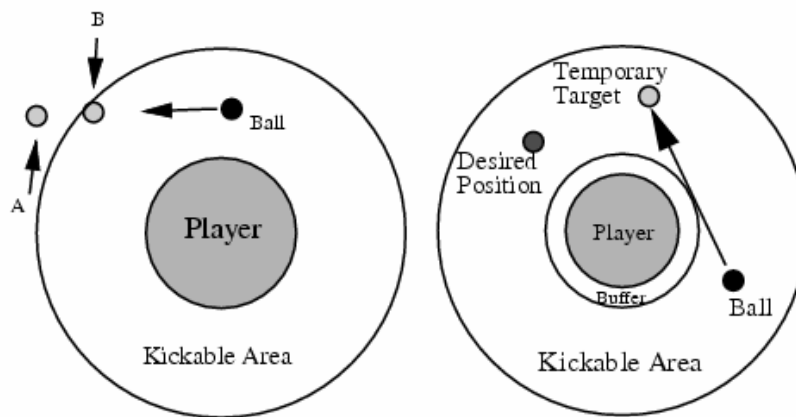 B
Ball
A
Player
Kickable Area
Temporary
Target
Desired
Position
Player
Buffer
Ball
Kickable Area